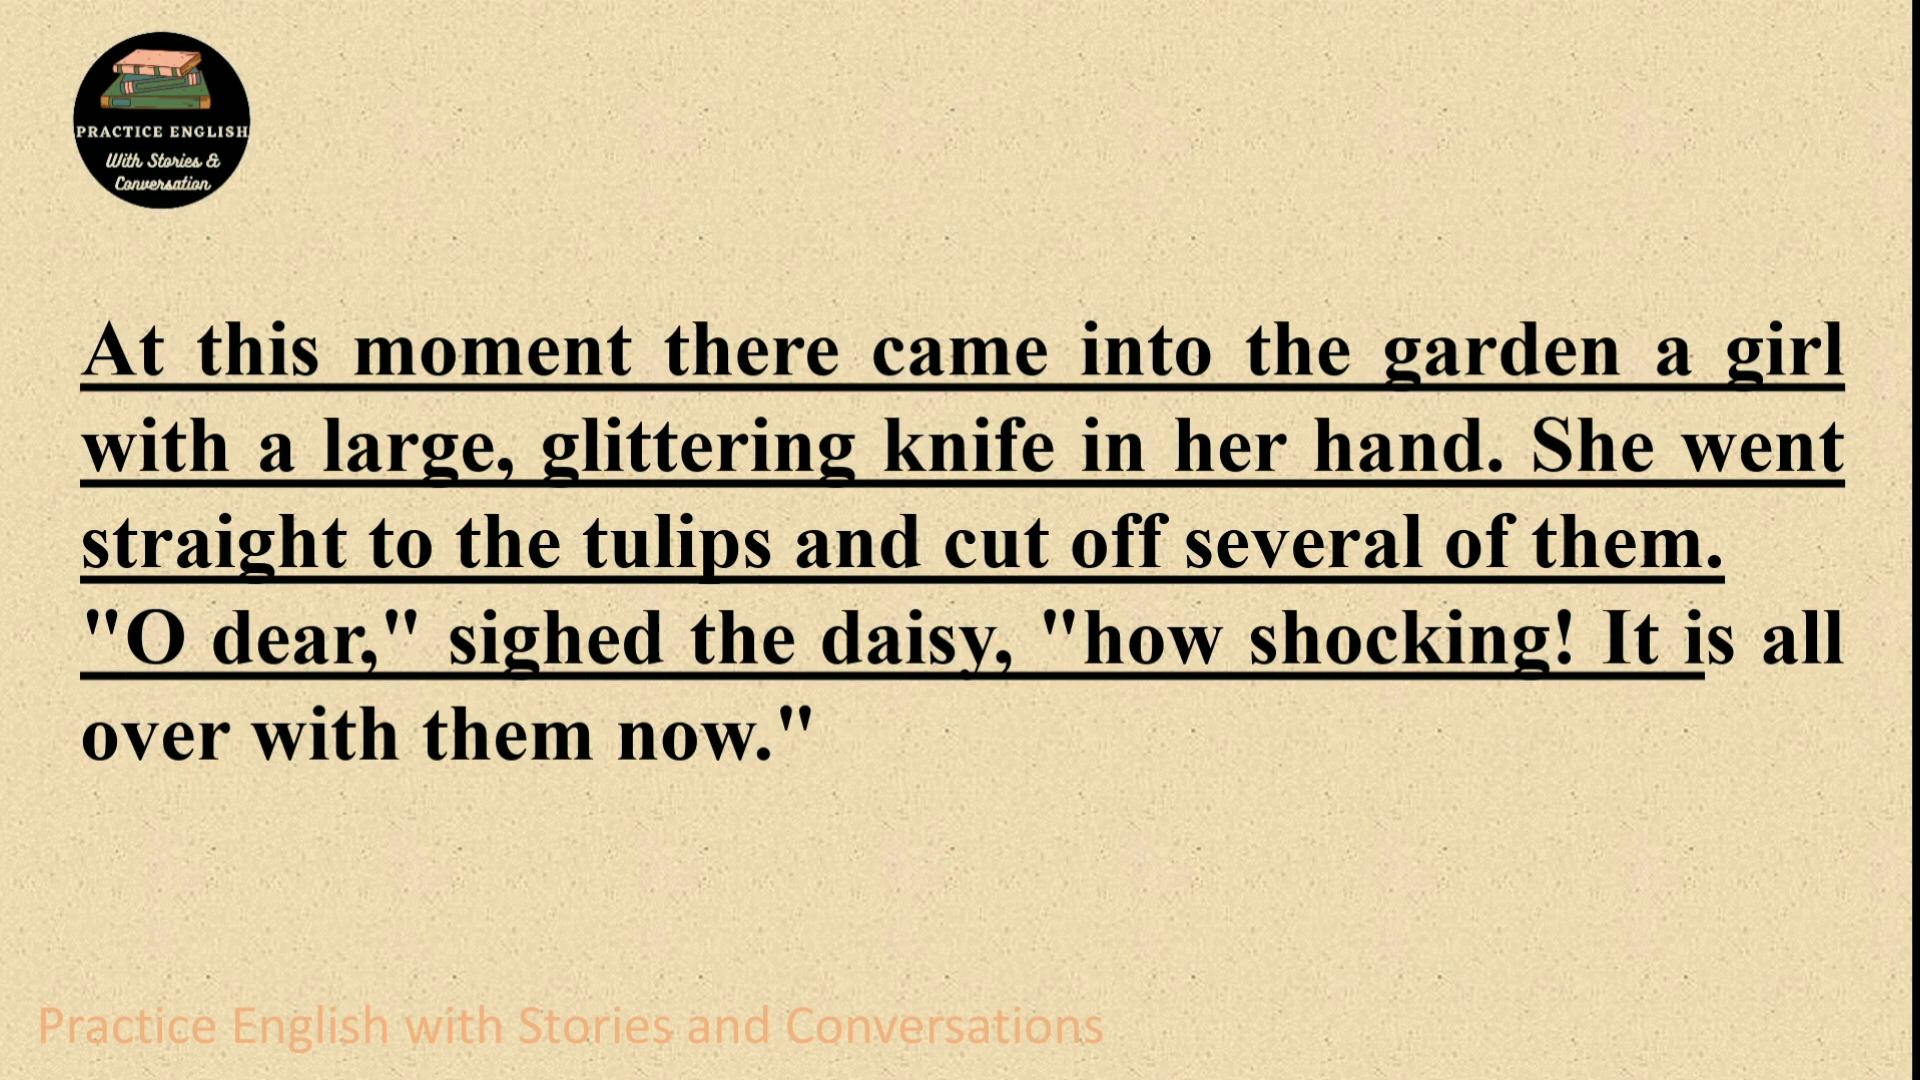 PRACTICE ENGLISH
With Stories &
Conversation
At this moment there came into the garden a girl
with a large, glittering knife in her hand. She went
straight to the tulips and cut off several of them.
"O dear," sighed the daisy, "how shocking! It is all
over with them now."
Practice English with Stories and Conversations